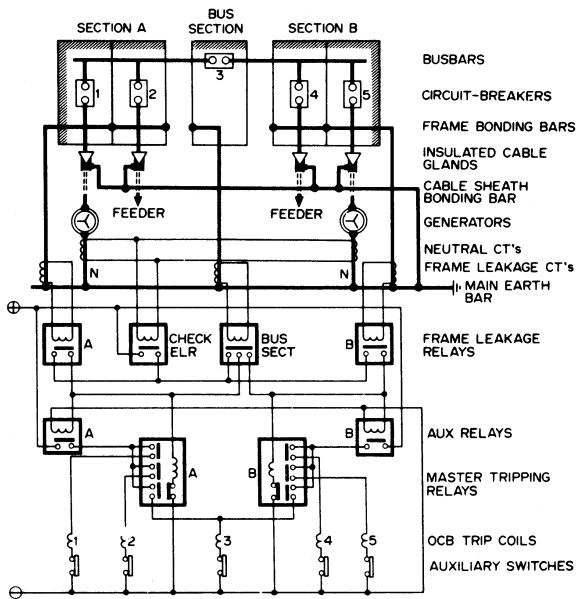 BUS
SECTION A SECTION SECTION B
BUSBARS
3
1 2 4 5
CIRCUIT-BREAKERS
FRAME BONDING BARS
INSULATED CABLE
GLANDS
CABLE SHEATH
BONDING BAR
FEEDER FEEDER
GENERATORS
NEUTRAL CT's
N N FRAME LEAKAGE CT's
MAIN EARTH
BAR
+
A CHECK
ELR
BUS
SECT
B
FRAME LEAKAGE
RELAYS
A B AUX RELAYS
A B
MASTER TRIPPING
RELAYS
1 2 3 4 5 OCB TRIP COILS
AUXILIARY SWITCHES
−